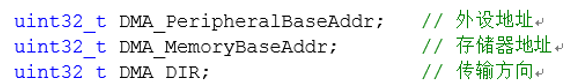 uint32_t DMA_PeripheralBaseAddr; // 外设地址
uint32_t DMA_MemoryBaseAddr; // 存储器地址
uint32_t DMA_DIR; // 传输方向